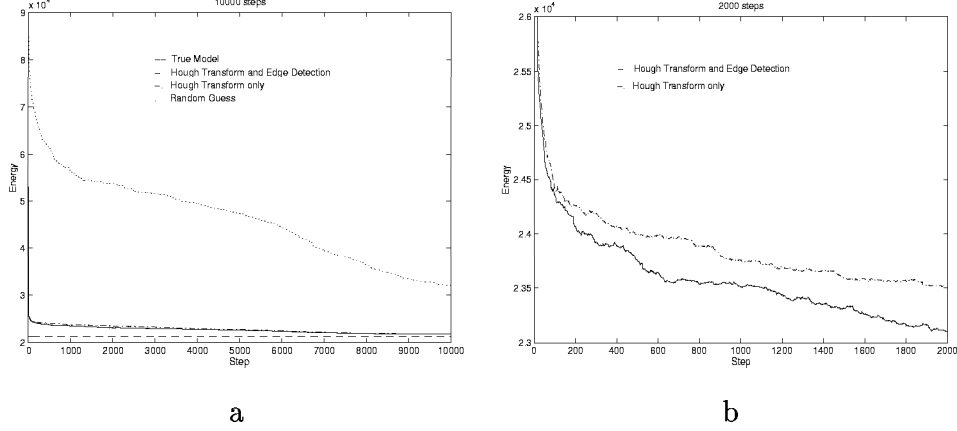 10000 steps
x 10
9
8
7
6
5
4
3
2
Energy
True Model
Hough Transform and Edge Detection
Hough Transform only
Random Guess
0 1000 2000 3000 4000 5000 6000 7000 8000 9000 10000
Step
a
2000 steps
x 10^4
2.6
2.55
2.5
2.45
2.4
2.35
2.3
Energy
Hough Transform and Edge Detection
Hough Transform only
0 200 400 600 800 1000 1200 1400 1600 1800 2000
Step
b